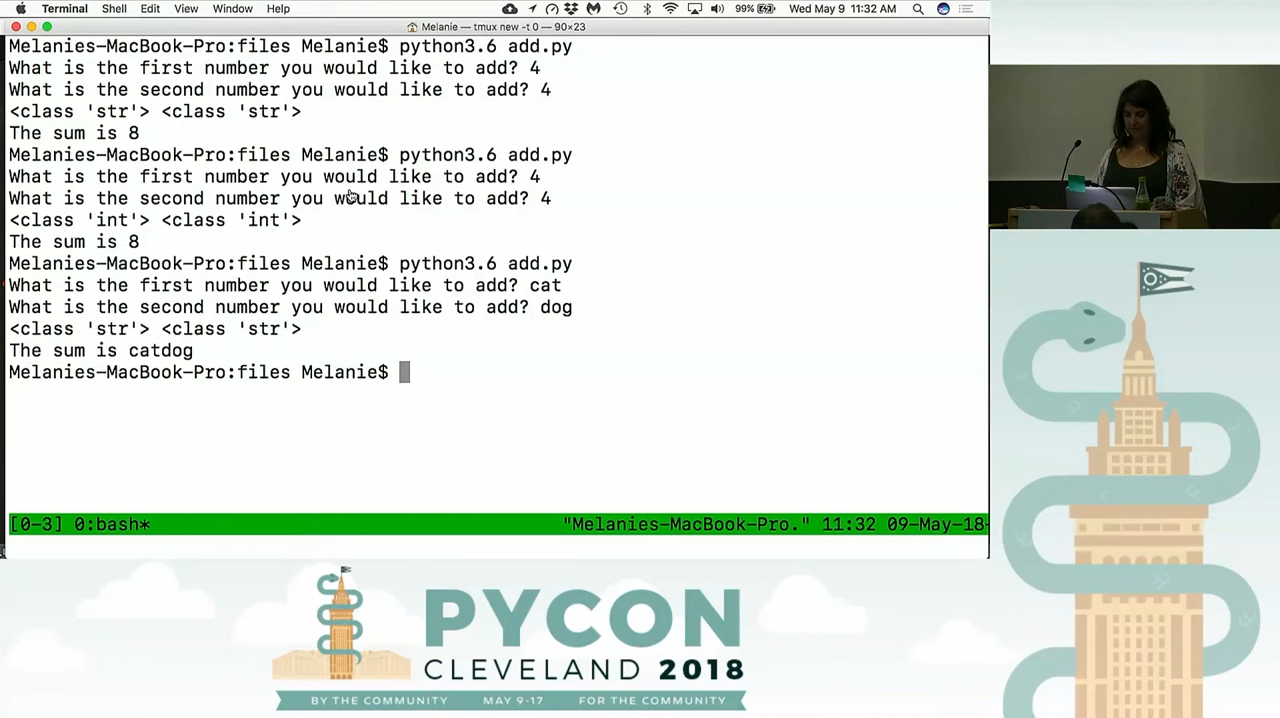 Terminal Shell Edit View Window Help 99% Wed May 9 11:32 AM
Melanie — tmux new -t 0 — 90×23
Melanies-MacBook-Pro:files Melanie$ python3.6 add.py
What is the first number you would like to add? 4
What is the second number you would like to add? 4
<class 'str'> <class 'str'>
The sum is 8
Melanies-MacBook-Pro:files Melanie$ python3.6 add.py
What is the first number you would like to add? 4
What is the second number you would like to add? 4
<class 'int'> <class 'int'>
The sum is 8
Melanies-MacBook-Pro:files Melanie$ python3.6 add.py
What is the first number you would like to add? cat
What is the second number you would like to add? dog
<class 'str'> <class 'str'>
The sum is catdog
Melanies-MacBook-Pro:files Melanie$
[0-3] 0:bash* "Melanies-MacBook-Pro." 11:32 09-May-18
PYCON
CLEVELAND 2018
BY THE COMMUNITY MAY 9-17 FOR THE COMMUNITY